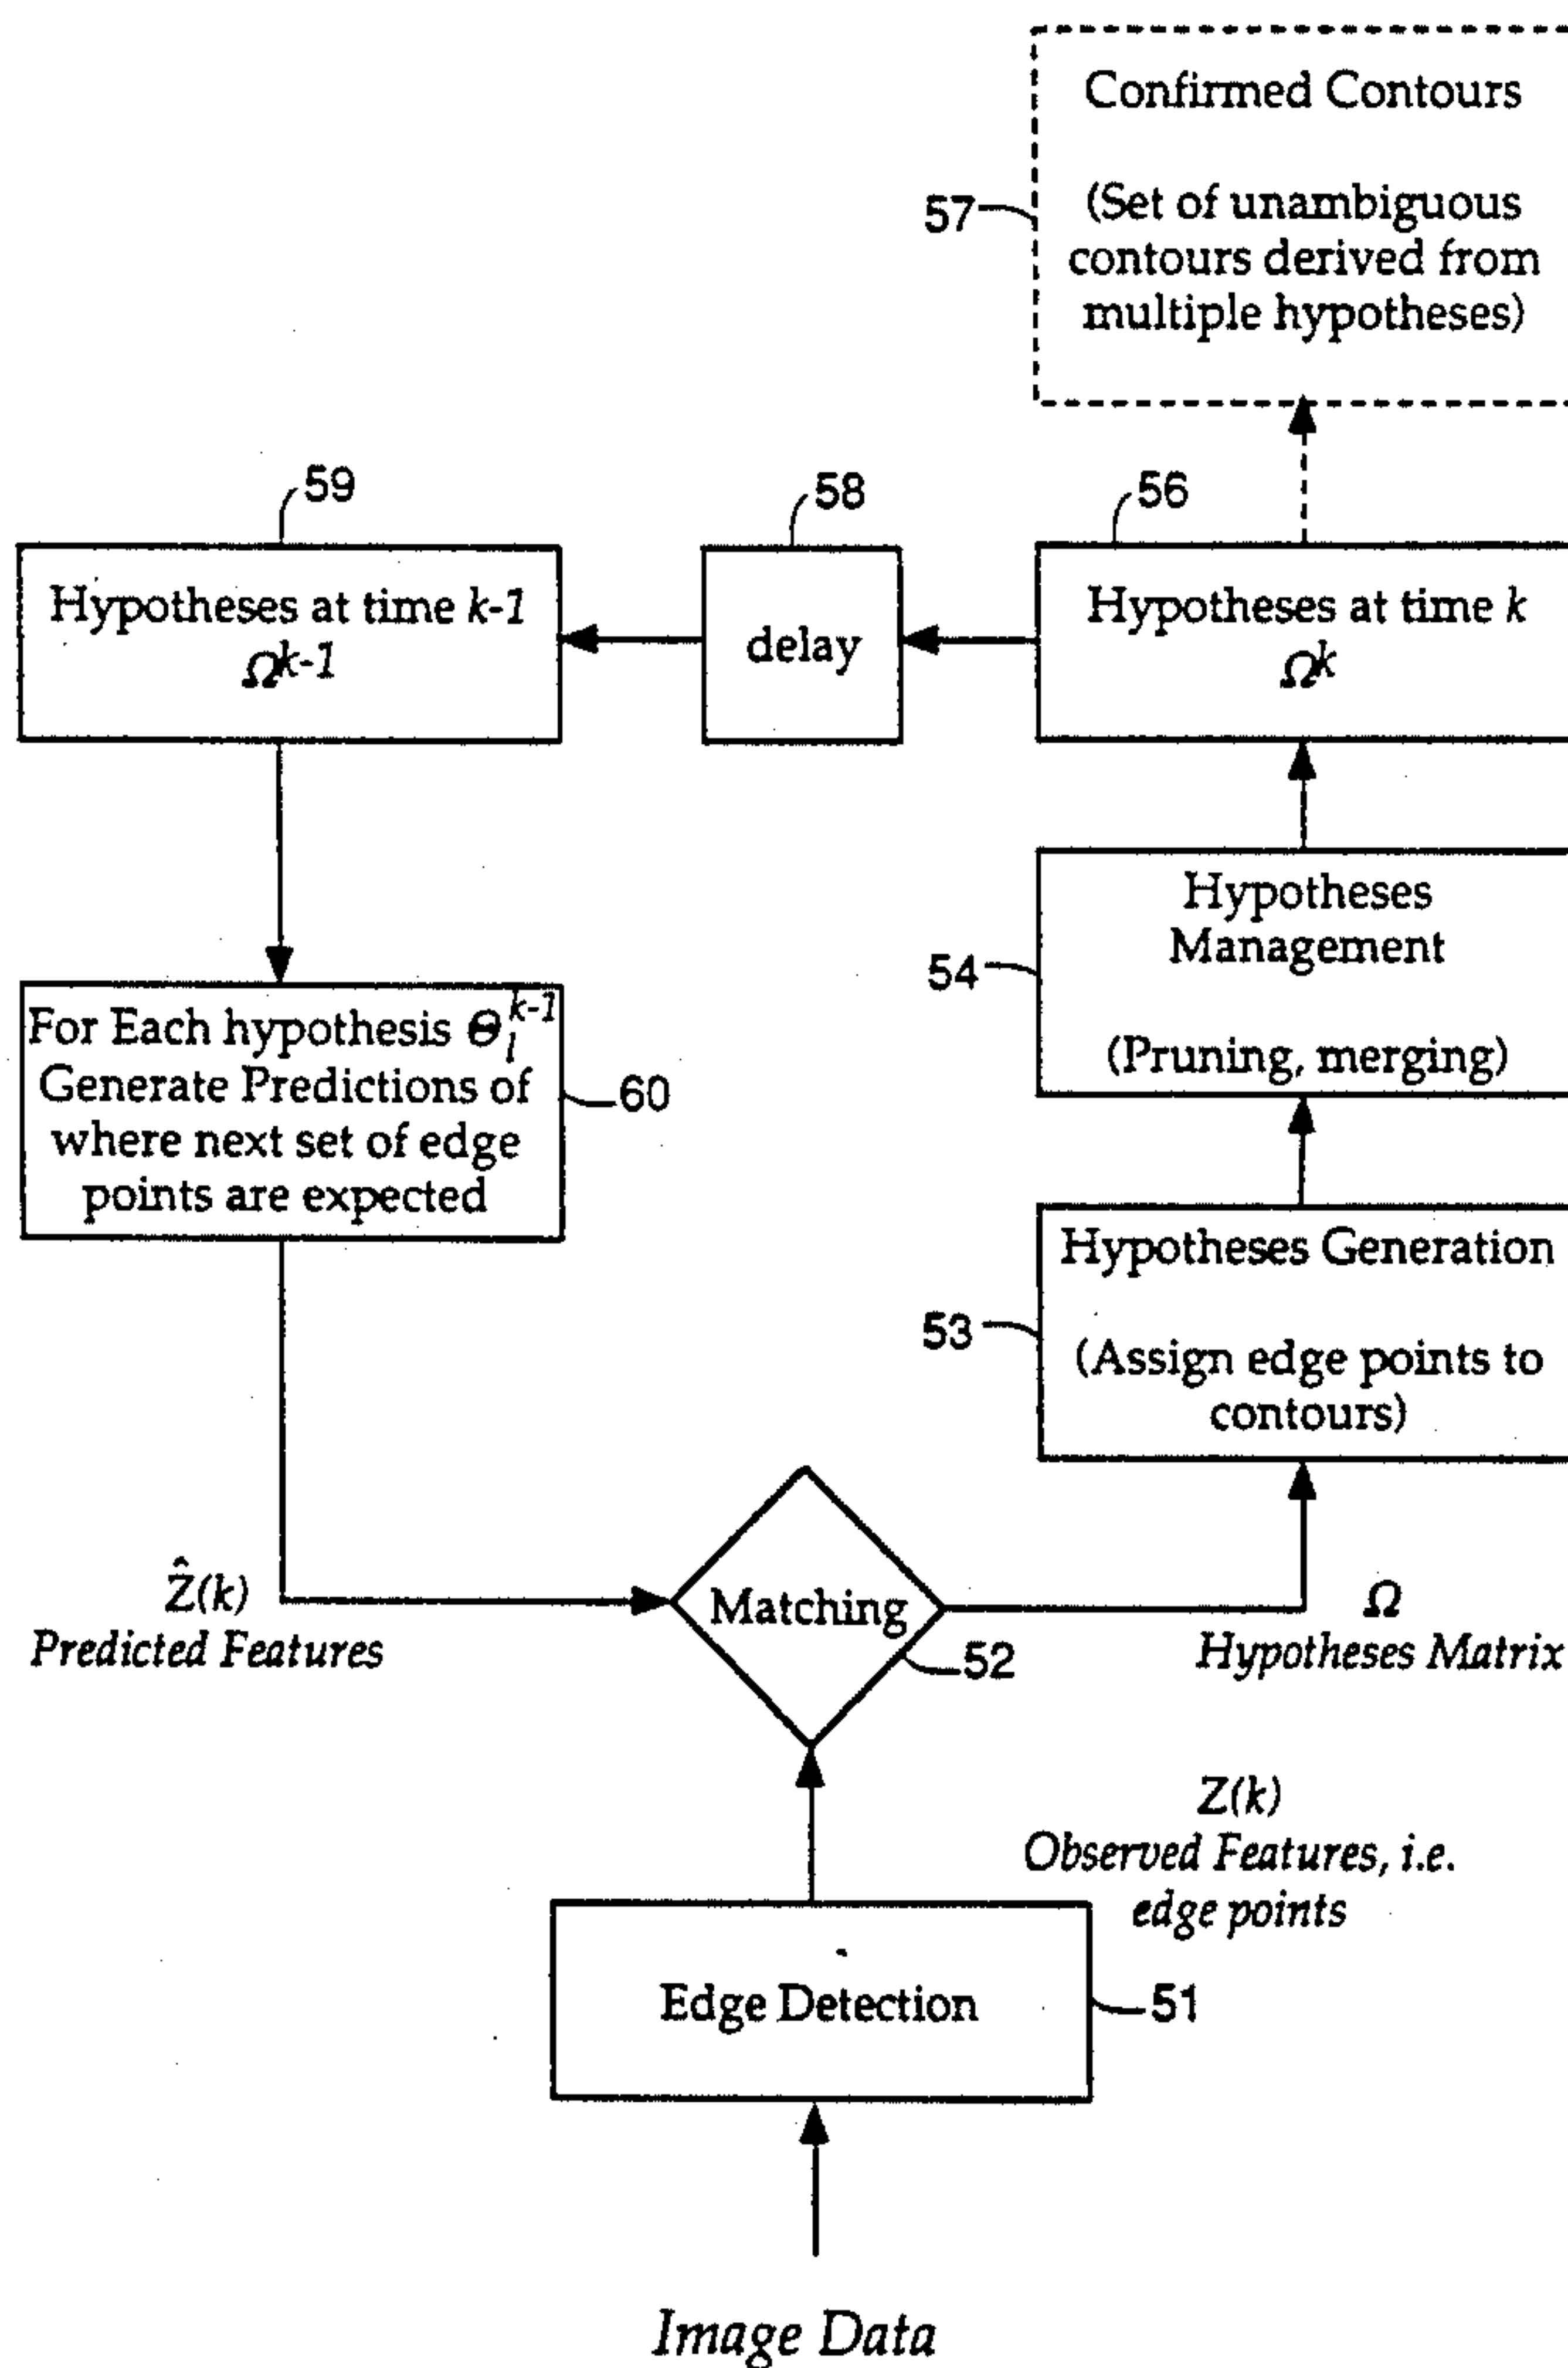 Confirmed Contours
(Set of unambiguous
contours derived from
multiple hypotheses)
57
59
58
56
Hypotheses at time k-1
Ω^k-1
delay
Hypotheses at time k
Ω^k
Hypotheses
Management
(Pruning, merging)
54
For Each hypothesis Θ_l^k-1
Generate Predictions of
where next set of edge
points are expected
60
Hypotheses Generation
(Assign edge points to
contours)
53
Ẑ(k)
Predicted Features
Matching
52
Ω
Hypotheses Matrix
Z(k)
Observed Features, i.e.
edge points
Edge Detection
51
Image Data